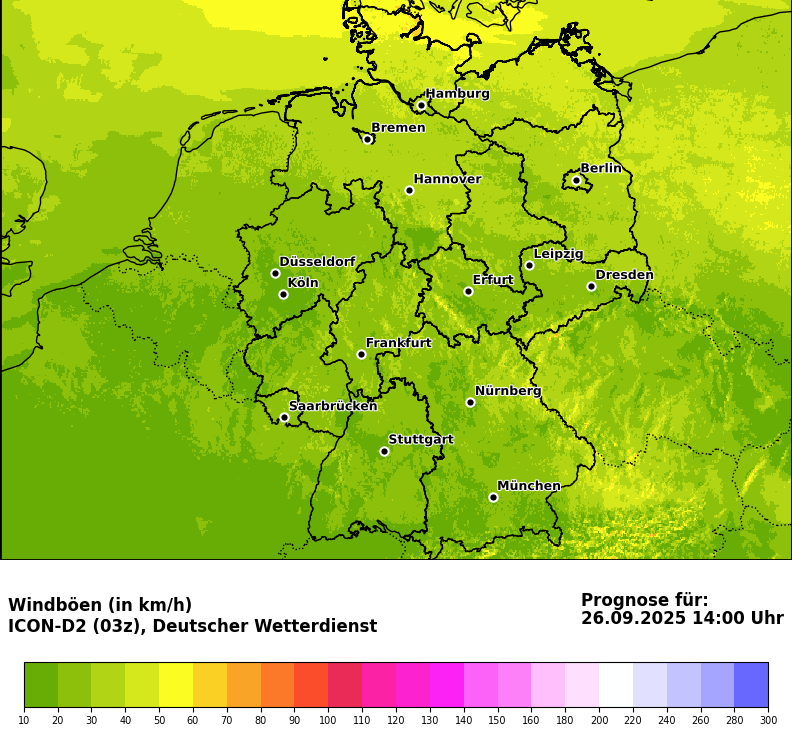 Hamburg
Bremen
Berlin
Hannover
Leipzig
Düsseldorf
Dresden
Köln
Erfurt
Frankfurt
Nürnberg
Saarbrücken
Stuttgart
München
Windböen (in km/h)
ICON-D2 (03z), Deutscher Wetterdienst
Prognose für:
26.09.2025 14:00 Uhr
10 20 30 40 50 60 70 80 90 100 110 120 130 140 150 160 180 200 220 240 260 280 300